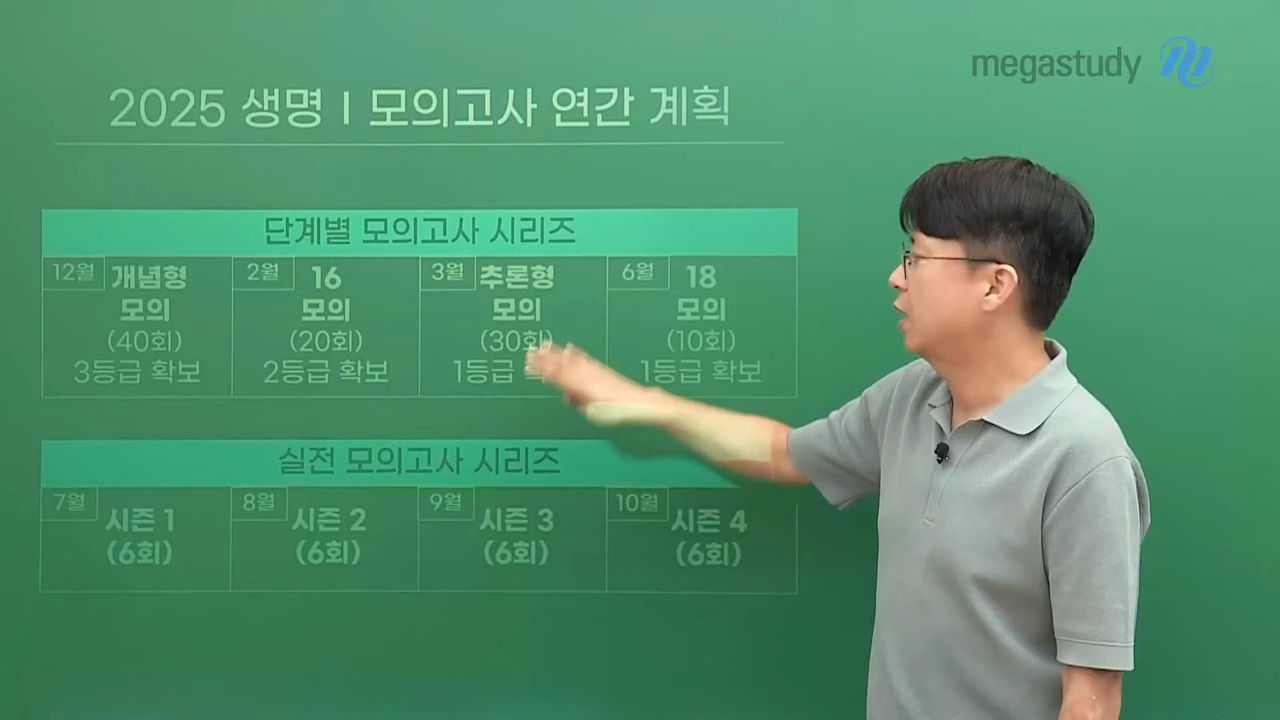 megastudy
2025 생명 I 모의고사 연간 계획
단계별 모의고사 시리즈
12월 개념형 모의 (40회) 3등급 확보
2월 16 모의 (20회) 2등급 확보
3월 추론형 모의 (30회) 1등급
6월 18 모의 (10회) 1등급 확보
실전 모의고사 시리즈
7월 시즌 1 (6회)
8월 시즌 2 (6회)
9월 시즌 3 (6회)
10월 시즌 4 (6회)